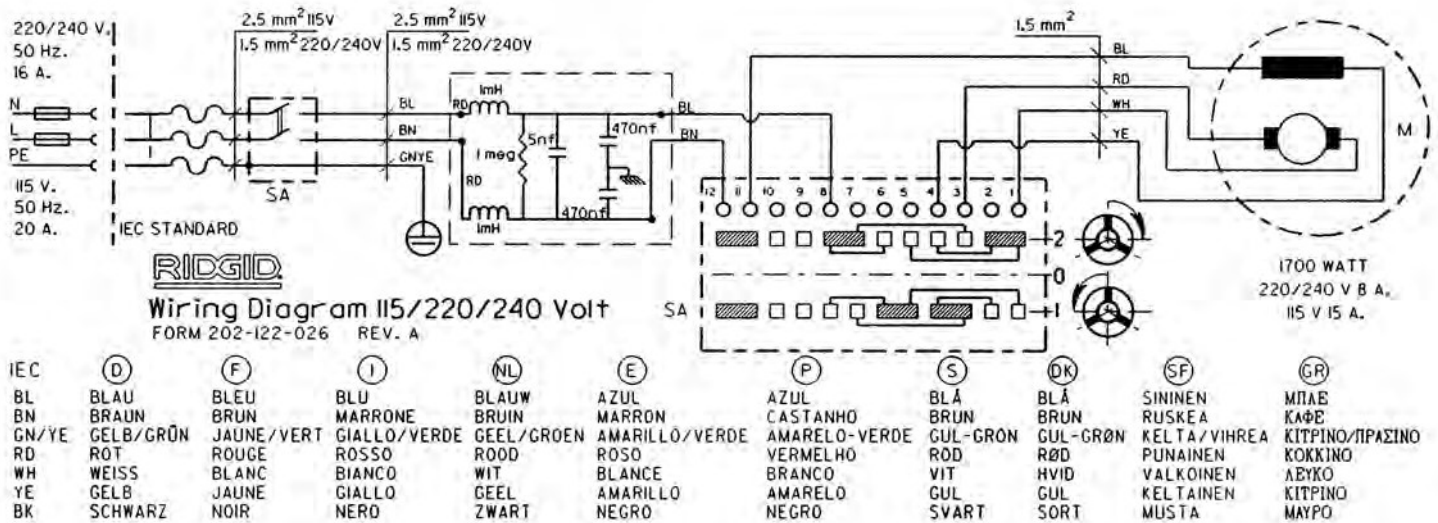 220/240 V.
50 Hz.
16 A.
N
L
PE
115 V.
50 Hz.
20 A.
IEC STANDARD
2.5 mm² 115V
1.5 mm² 220/240V
SA
2.5 mm² 115V
1.5 mm² 220/240V
BL
BN
GNYE
RD
1mH
1 meg
5nf
470nf
RD
470nf
1mH
BL
BN
1.5 mm²
BL
RD
WH
YE
M
12 11 10 9 8 7 6 5 4 3 2 1
2
0
SA
1
1700 WATT
220/240 V 8 A.
115 V 15 A.
RIDGID
Wiring Diagram 115/220/240 Volt
FORM 202-122-026 REV. A
IEC D F I NL E P S DK SF GR
BL BLAU BLEU BLU BLAUW AZUL AZUL BLÅ BLÅ SININEN ΜΠΛΕ
BN BRAUN BRUN MARRONE BRUIN MARRON CASTANHO BRUN BRUN RUSKEA ΚΑΦΕ
GN/YE GELB/GRÜN JAUNE/VERT GIALLO/VERDE GEEL/GROEN AMARILLO/VERDE AMARELO-VERDE GUL-GRÖN GUL-GRØN KELTA/VIHREA ΚΙΤΡΙΝΟ/ΠΡΑΣΙΝΟ
RD ROT ROUGE ROSSO ROOD ROSO VERMELHO RÖD RØD PUNAINEN ΚΟΚΚΙΝΟ
WH WEISS BLANC BIANCO WIT BLANCE BRANCO VIT HVID VALKOINEN ΛΕΥΚΟ
YE GELB JAUNE GIALLO GEEL AMARILLO AMARELO GUL GUL KELTAINEN ΚΙΤΡΙΝΟ
BK SCHWARZ NOIR NERO ZWART NEGRO NEGRO SVART SORT MUSTA ΜΑΥΡΟ